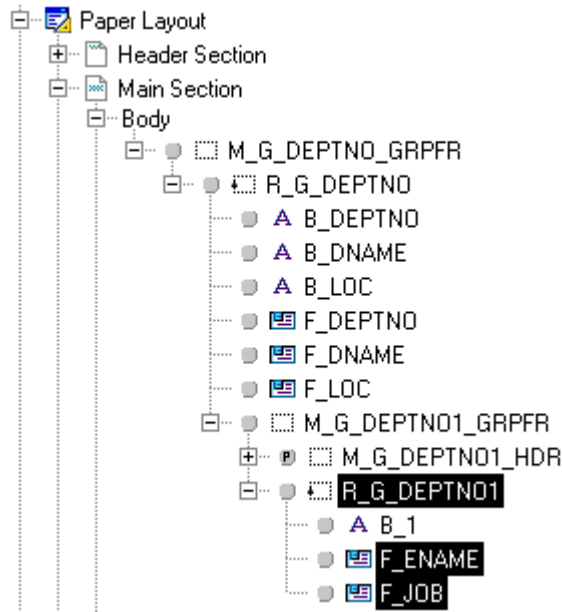 Paper Layout
Header Section
Main Section
Body
M_G_DEPTNO_GRPFR
R_G_DEPTNO
A B_DEPTNO
A B_DNAME
A B_LOC
F_DEPTNO
F_DNAME
F_LOC
M_G_DEPTNO1_GRPFR
P M_G_DEPTNO1_HDR
R_G_DEPTNO1
A B_1
F_ENAME
F_JOB